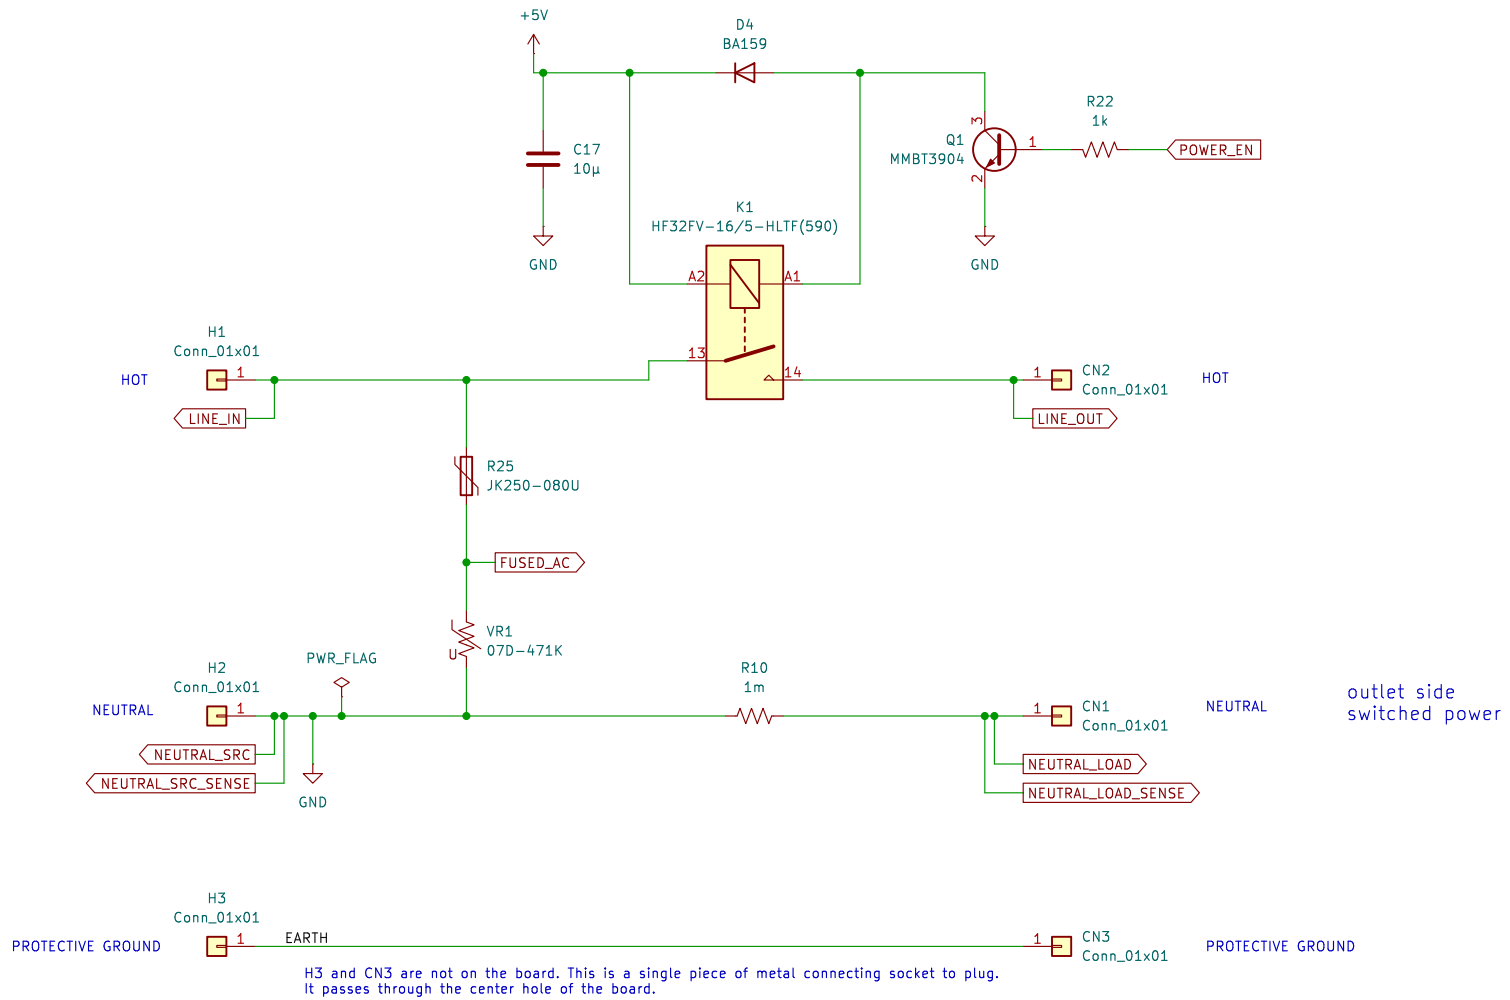 +5V
D4
BA159
R22
1k
3
Q1
MMBT3904
1
POWER_EN
2
C17
10µ
K1
HF32FV-16/5-HLTF(590)
GND
GND
A2
A1
H1
Conn_01x01
13
14
HOT
1
1
CN2
Conn_01x01
HOT
LINE_IN
LINE_OUT
R25
JK250-080U
FUSED_AC
VR1
07D-471K
U
PWR_FLAG
H2
Conn_01x01
R10
1m
NEUTRAL
1
1
CN1
Conn_01x01
NEUTRAL
outlet side
switched power
NEUTRAL_SRC
NEUTRAL_LOAD
NEUTRAL_SRC_SENSE
NEUTRAL_LOAD_SENSE
GND
H3
Conn_01x01
PROTECTIVE GROUND
1
EARTH
1
CN3
Conn_01x01
PROTECTIVE GROUND
H3 and CN3 are not on the board. This is a single piece of metal connecting socket to plug.
It passes through the center hole of the board.